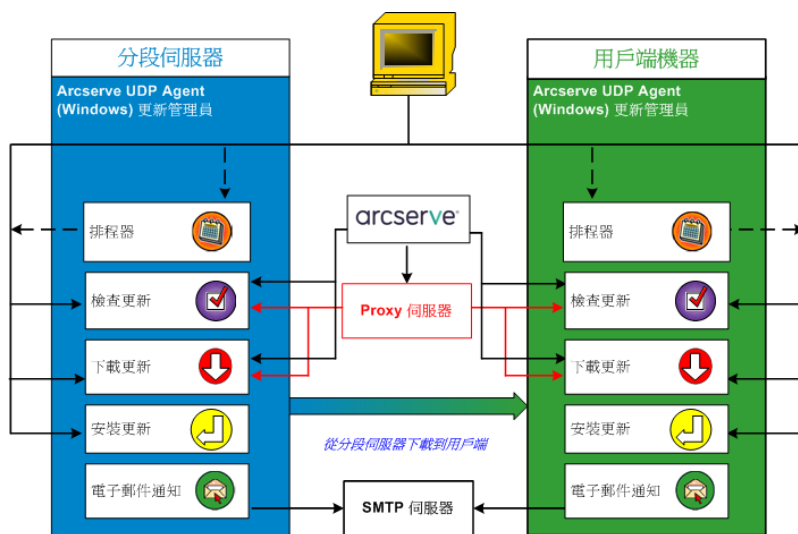 分段伺服器
Arcserve UDP Agent
(Windows) 更新管理員
排程器
檢查更新
下載更新
安裝更新
電子郵件通知
arcserve®
Proxy 伺服器
從分段伺服器下載到用戶端
SMTP 伺服器
用戶端機器
Arcserve UDP Agent
(Windows) 更新管理員
排程器
檢查更新
下載更新
安裝更新
電子郵件通知